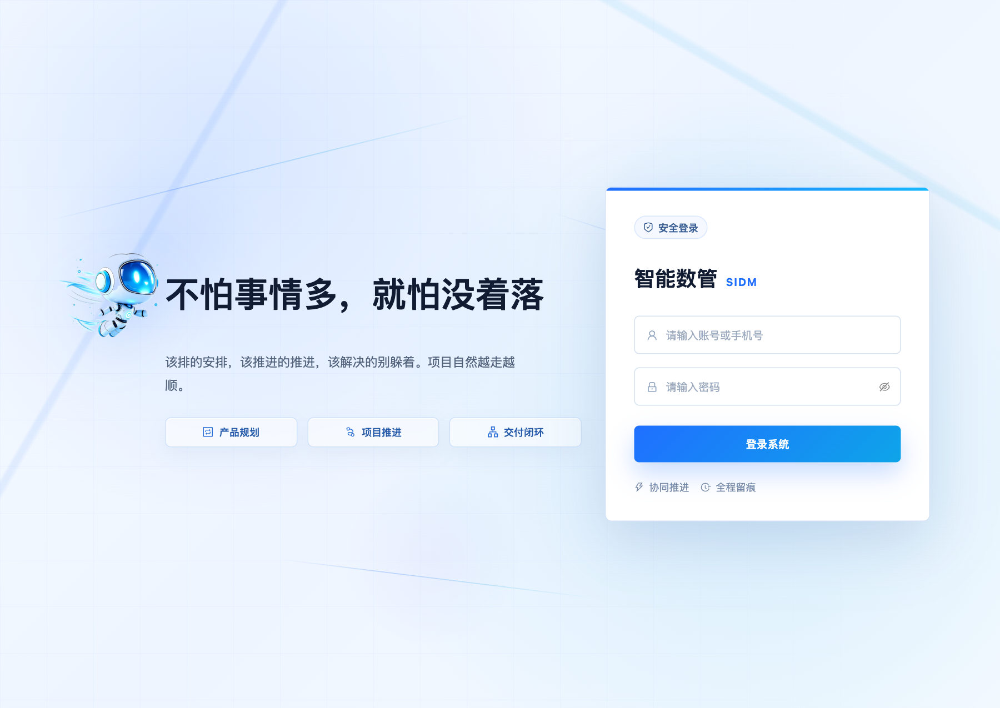 不怕事情多，就怕没着落
该排的安排，该推进的推进，该解决的别躲着。项目自然越走越
顺。
产品规划
项目推进
交付闭环
安全登录
智能数管 SIDM
请输入账号或手机号
请输入密码
登录系统
协同推进 全程留痕